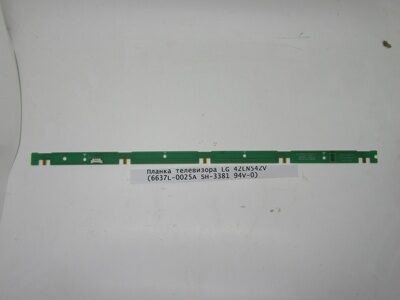 Планка телевизора LG 42LN542V
(6637L-0025A SH-3381 94V-0)